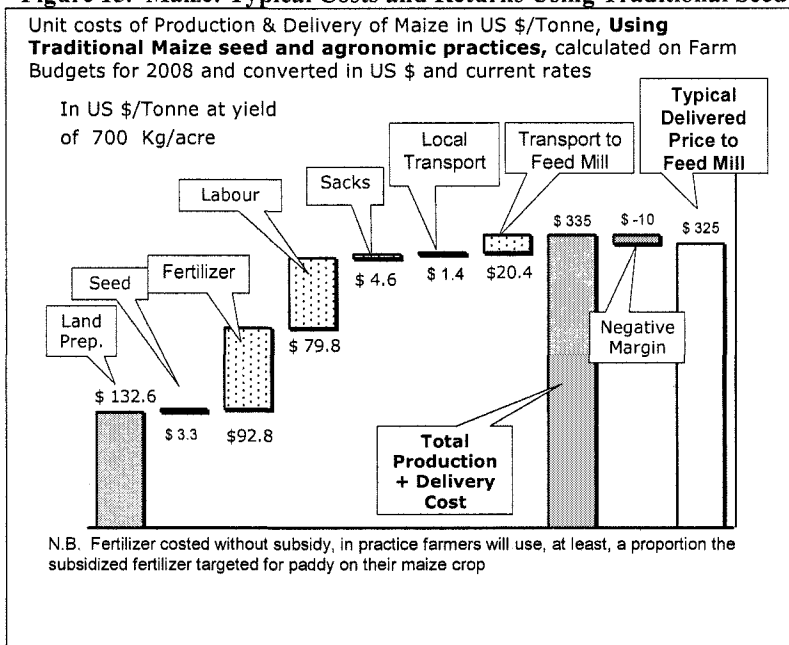 Figure 13. Maize: Typical Costs and Returns Using Traditional Seed
Unit costs of Production & Delivery of Maize in US $/Tonne, Using
Traditional Maize seed and agronomic practices, calculated on Farm
Budgets for 2008 and converted in US $ and current rates
In US $/Tonne at yield
of 700 Kg/acre
Typical
Delivered
Price to
Feed Mill
Local
Transport
Transport to
Feed Mill
Sacks
Labour
Fertilizer
Seed
Land
Prep.
$ 132.6
$ 3.3
$92.8
$ 79.8
$ 4.6
$ 1.4
$20.4
$ 335
$ -10
$ 325
Negative
Margin
Total
Production
+ Delivery
Cost
N.B. Fertilizer costed without subsidy, in practice farmers will use, at least, a proportion the
subsidized fertilizer targeted for paddy on their maize crop